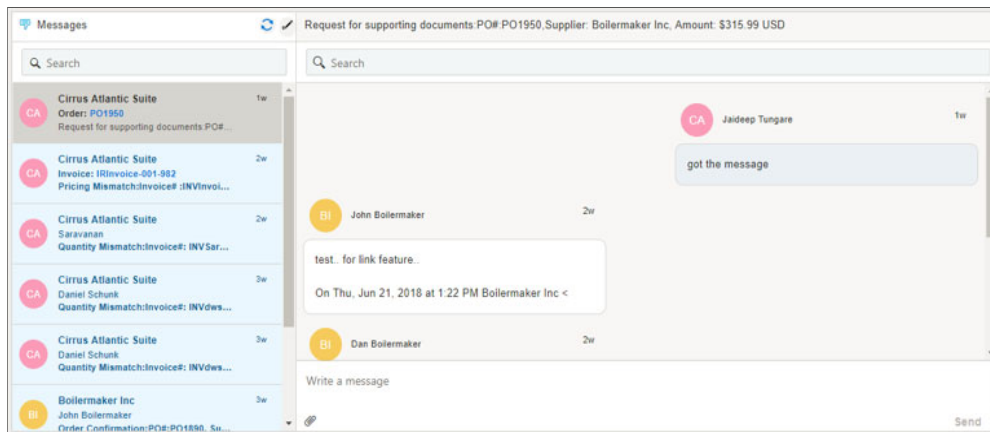 Messages
Search
CA
Cirrus Atlantic Suite
1w
Order: PO1950
Request for supporting documents:PO#...
CA
Cirrus Atlantic Suite
2w
Invoice: IRInvoice-001-982
Pricing Mismatch:Invoice# :INVInvoi...
CA
Cirrus Atlantic Suite
2w
Saravanan
Quantity Mismatch:Invoice#: INVSar...
CA
Cirrus Atlantic Suite
3w
Daniel Schunk
Quantity Mismatch:Invoice#: INVdws...
CA
Cirrus Atlantic Suite
3w
Daniel Schunk
Quantity Mismatch:Invoice#: INVdws...
BI
Boilermaker Inc
3w
John Boilermaker
Order Confirmation:PO#:PO1890, Su...
Request for supporting documents:PO#:PO1950,Supplier: Boilermaker Inc, Amount: $315.99 USD
Search
CA
Jaideep Tungare
1w
got the message
BI
John Boilermaker
2w
test.. for link feature..
On Thu, Jun 21, 2018 at 1:22 PM Boilermaker Inc <
BI
Dan Boilermaker
2w
Write a message
Send